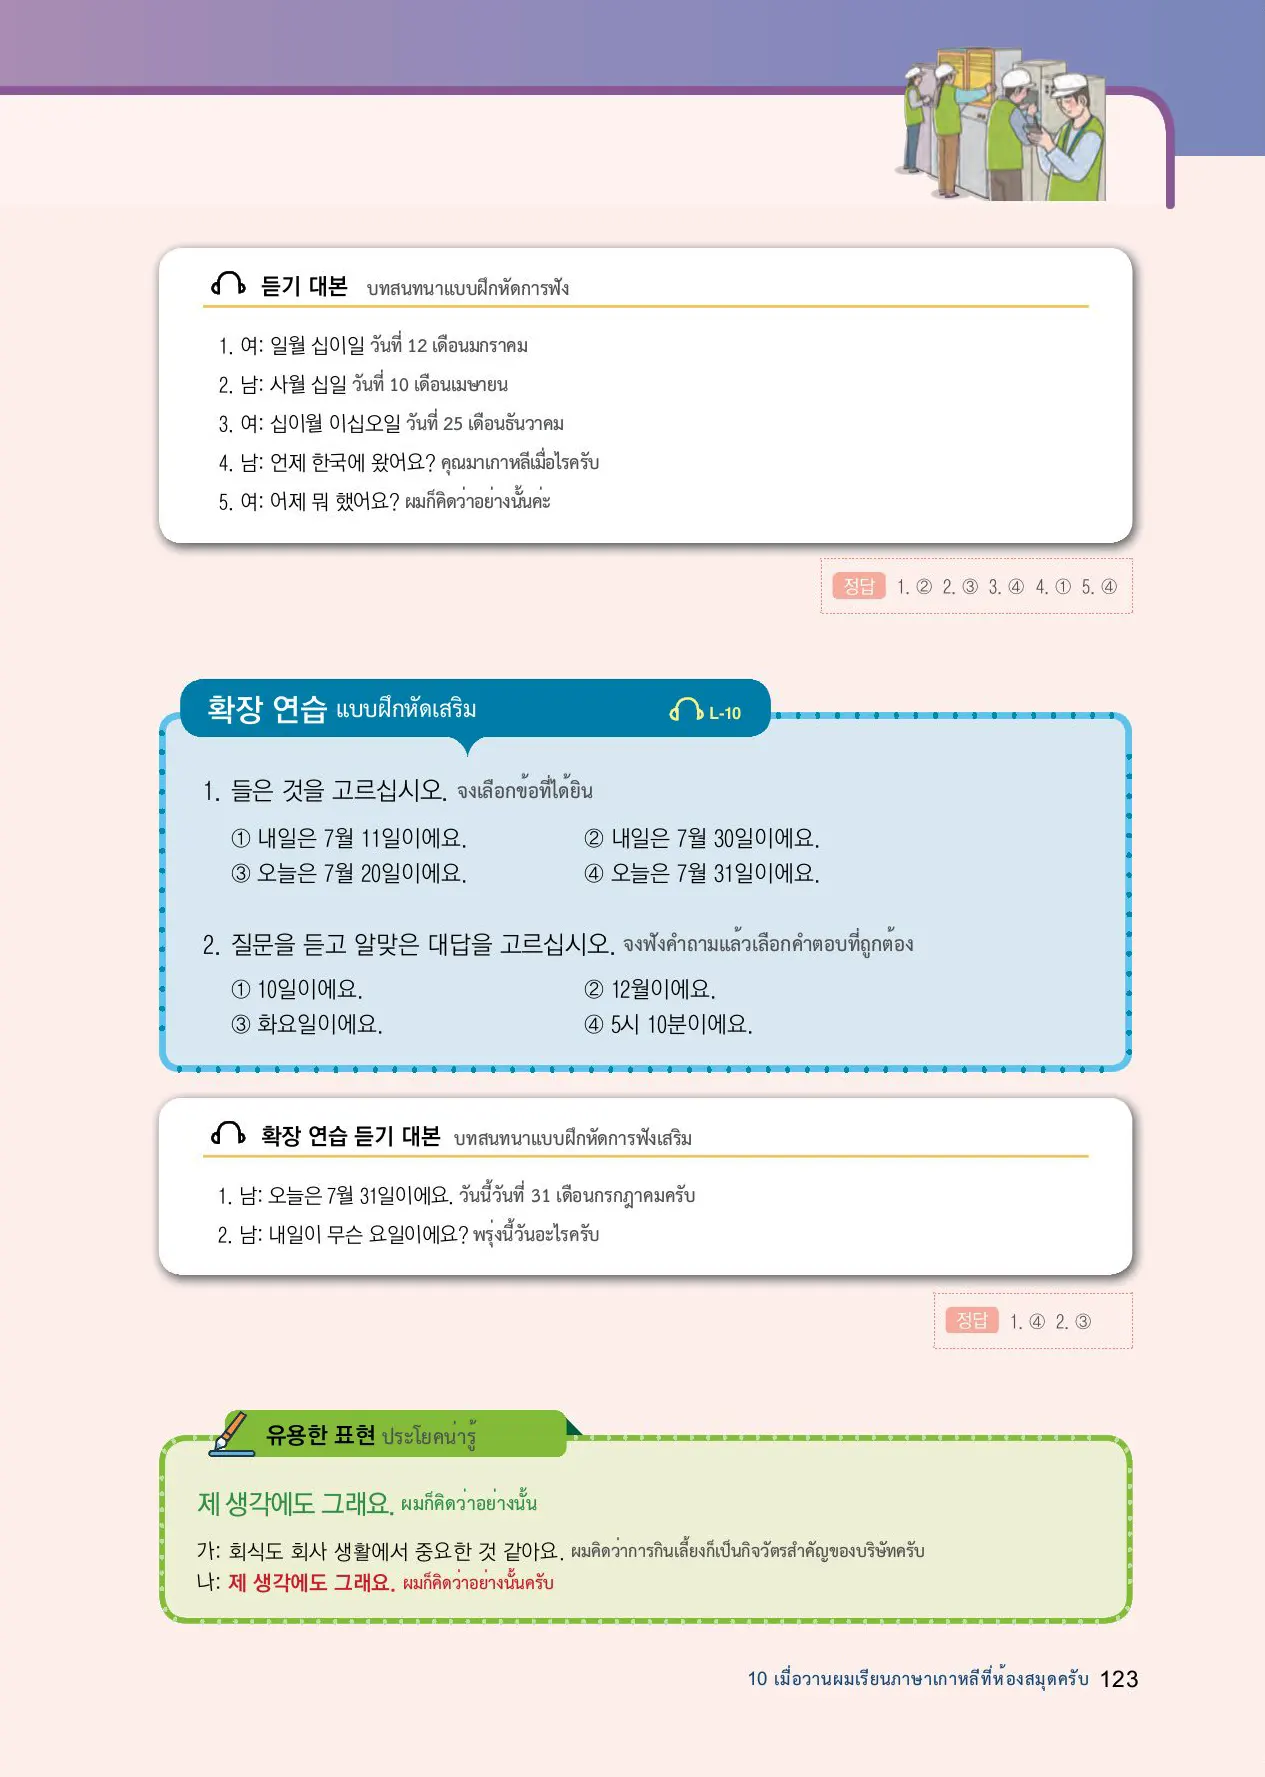 듣기 대본 บทสนทนาแบบฝึกหัดการฟัง
1. 여: 일월 십이일 วันที่ 12 เดือนมกราคม
2. 남: 사월 십일 วันที่ 10 เดือนเมษายน
3. 여: 십이월 이십오일 วันที่ 25 เดือนธันวาคม
4. 남: 언제 한국에 왔어요? คุณมาเกาหลีเมื่อไรครับ
5. 여: 어제 뭐 했어요? ผมก็คิดว่าอย่างนั้นค่ะ
정답 1. ② 2. ③ 3. ④ 4. ① 5. ④
확장 연습 แบบฝึกหัดเสริม L-10
1. 들은 것을 고르십시오. จงเลือกข้อที่ได้ยิน
① 내일은 7월 11일이에요. ② 내일은 7월 30일이에요.
③ 오늘은 7월 20일이에요. ④ 오늘은 7월 31일이에요.
2. 질문을 듣고 알맞은 대답을 고르십시오. จงฟังคำถามแล้วเลือกคำตอบที่ถูกต้อง
① 10일이에요. ② 12월이에요.
③ 화요일이에요. ④ 5시 10분이에요.
확장 연습 듣기 대본 บทสนทนาแบบฝึกหัดการฟังเสริม
1. 남: 오늘은 7월 31일이에요. วันนี้วันที่ 31 เดือนกรกฎาคมครับ
2. 남: 내일이 무슨 요일이에요? พรุ่งนี้วันอะไรครับ
정답 1. ④ 2. ③
유용한 표현 ประโยคน่ารู้
제 생각에도 그래요. ผมก็คิดว่าอย่างนั้น
가: 회식도 회사 생활에서 중요한 것 같아요. ผมคิดว่าการกินเลี้ยงก็เป็นกิจวัตรสำคัญของบริษัทครับ
나: 제 생각에도 그래요. ผมก็คิดว่าอย่างนั้นครับ
10 เมื่อวานผมเรียนภาษาเกาหลีที่ห้องสมุดครับ 123